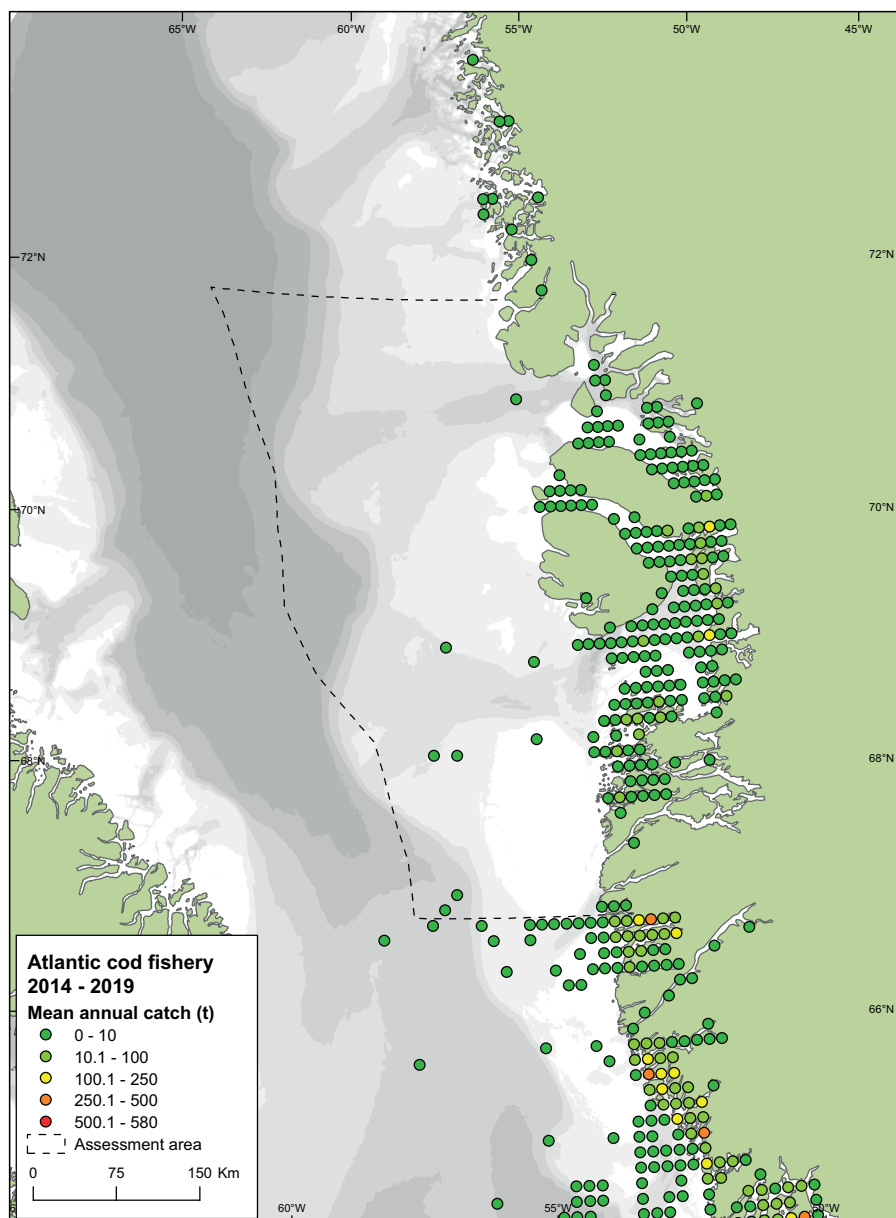 65°W 60°W 55°W 50°W 45°W
72°N 72°N
70°N 70°N
68°N 68°N
66°N
Atlantic cod fishery
2014 - 2019
Mean annual catch (t)
0 - 10
10.1 - 100
100.1 - 250
250.1 - 500
500.1 - 580
Assessment area
0 75 150 Km
60°W 55°W 50°W